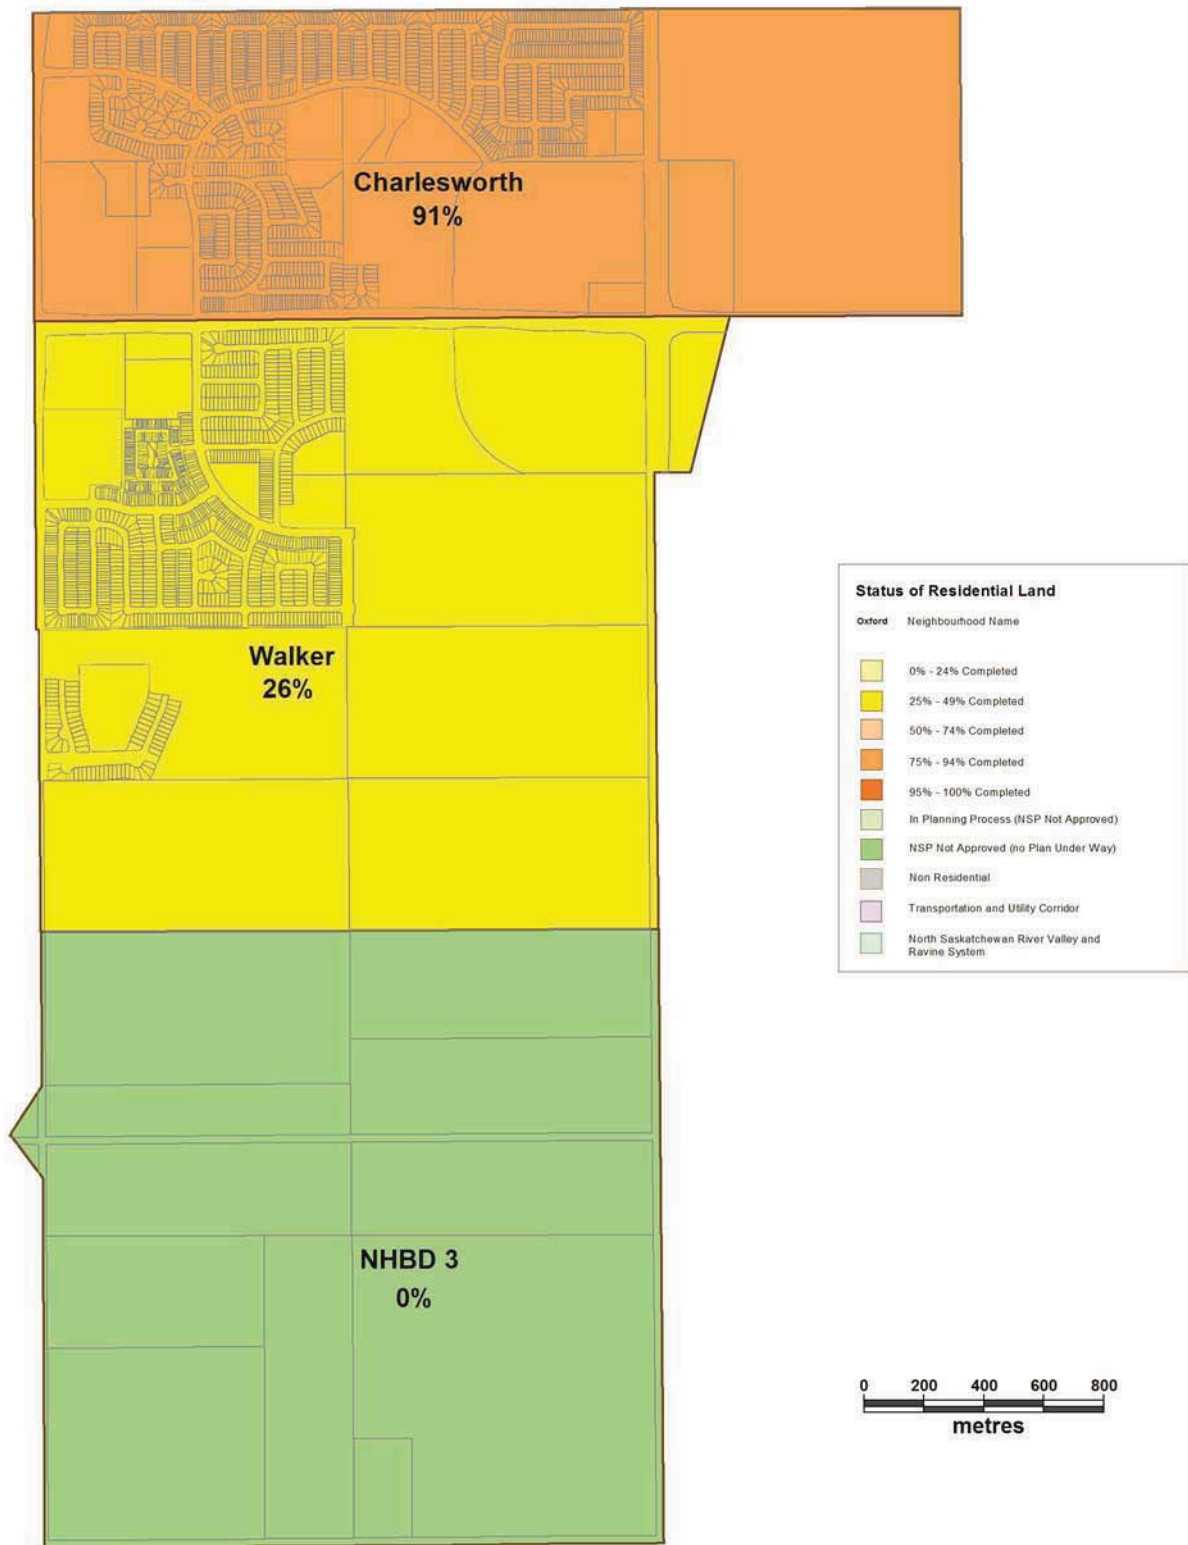 Charlesworth
91%
Walker
26%
NHBD 3
0%
Status of Residential Land
Oxford Neighbourhood Name
0% - 24% Completed
25% - 49% Completed
50% - 74% Completed
75% - 94% Completed
95% - 100% Completed
In Planning Process (NSP Not Approved)
NSP Not Approved (no Plan Under Way)
Non Residential
Transportation and Utility Corridor
North Saskatchewan River Valley and
Ravine System
0 200 400 600 800
metres